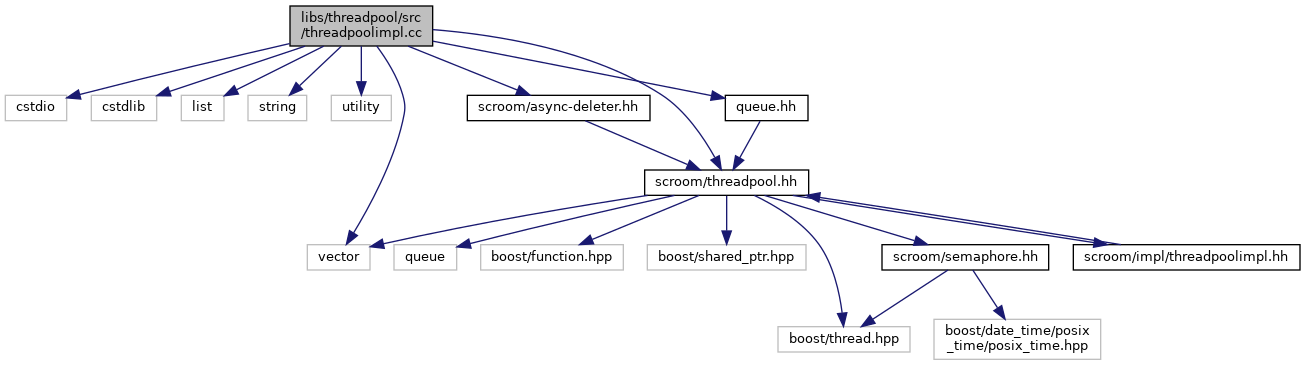 libs/threadpool/src
/threadpoolimpl.cc
cstdio
cstdlib
list
string
utility
scroom/async-deleter.hh
queue.hh
scroom/threadpool.hh
vector
queue
boost/function.hpp
boost/shared_ptr.hpp
scroom/semaphore.hh
scroom/impl/threadpoolimpl.hh
boost/thread.hpp
boost/date_time/posix
_time/posix_time.hpp